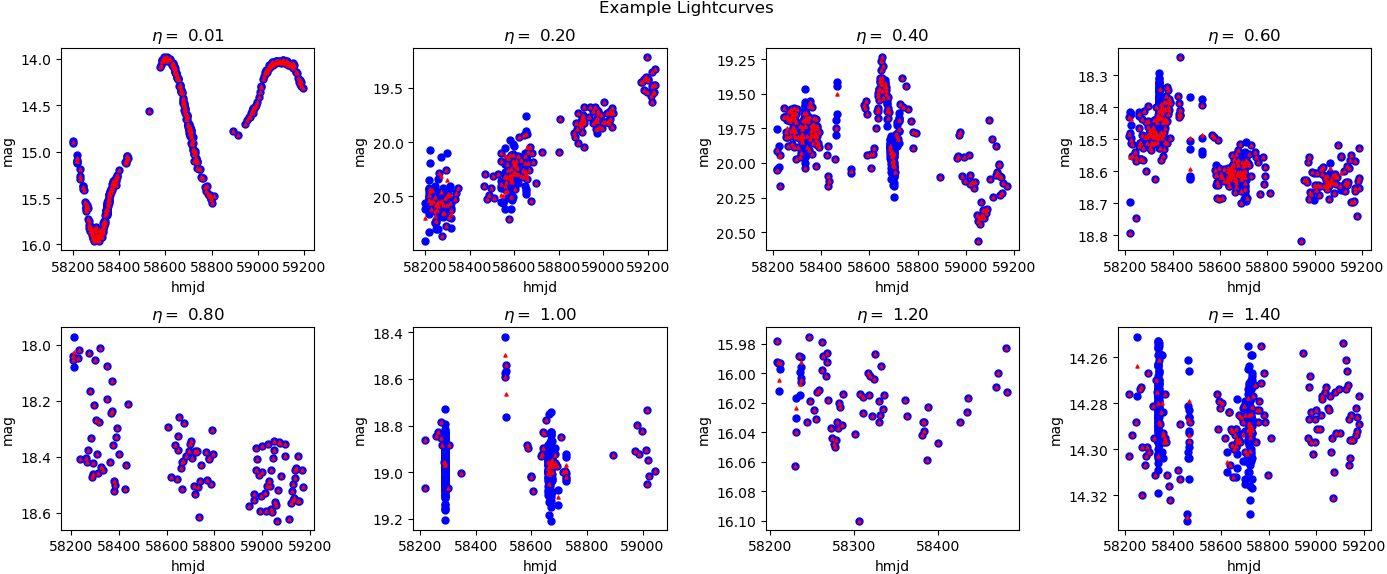 Example Lightcurves
η = 0.01
η = 0.20
η = 0.40
η = 0.60
mag
14.0
14.5
15.0
15.5
16.0
58200 58400 58600 58800 59000 59200
hmjd
mag
19.5
20.0
20.5
58200 58400 58600 58800 59000 59200
hmjd
mag
19.25
19.50
19.75
20.00
20.25
20.50
58200 58400 58600 58800 59000 59200
hmjd
mag
18.3
18.4
18.5
18.6
18.7
18.8
58200 58400 58600 58800 59000 59200
hmjd
η = 0.80
η = 1.00
η = 1.20
η = 1.40
mag
18.0
18.2
18.4
18.6
58200 58400 58600 58800 59000 59200
hmjd
mag
18.4
18.6
18.8
19.0
19.2
58200 58400 58600 58800 59000
hmjd
mag
15.98
16.00
16.02
16.04
16.06
16.08
16.10
58200 58300 58400
hmjd
mag
14.26
14.28
14.30
14.32
58200 58400 58600 58800 59000 59200
hmjd